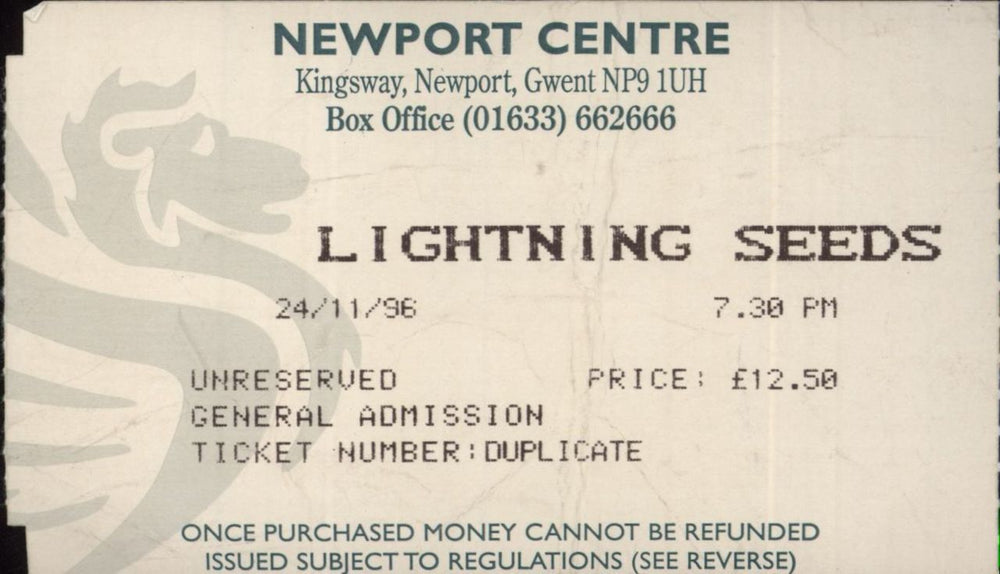 NEWPORT CENTRE
Kingsway, Newport, Gwent NP9 1UH
Box Office (01633) 662666
LIGHTNING SEEDS
24/11/96 7.30 PM
UNRESERVED PRICE: £12.50
GENERAL ADMISSION
TICKET NUMBER:DUPLICATE
ONCE PURCHASED MONEY CANNOT BE REFUNDED
ISSUED SUBJECT TO REGULATIONS (SEE REVERSE)